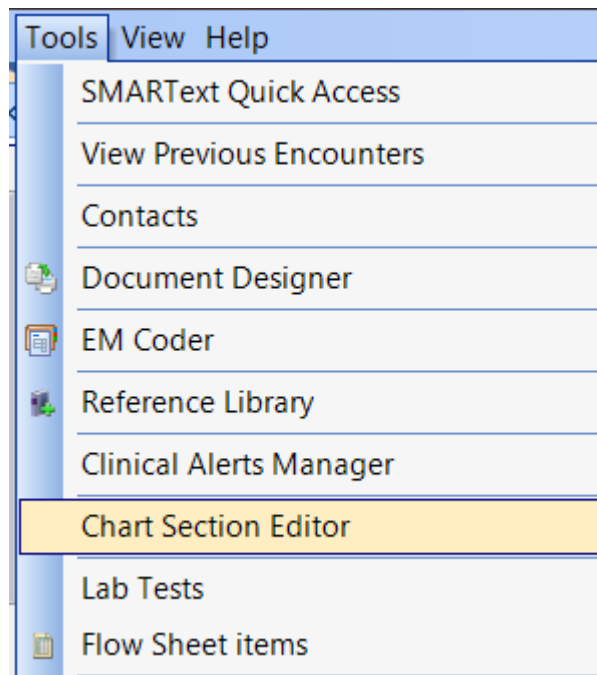 Tools View Help
SMARText Quick Access
View Previous Encounters
Contacts
Document Designer
EM Coder
Reference Library
Clinical Alerts Manager
Chart Section Editor
Lab Tests
Flow Sheet items